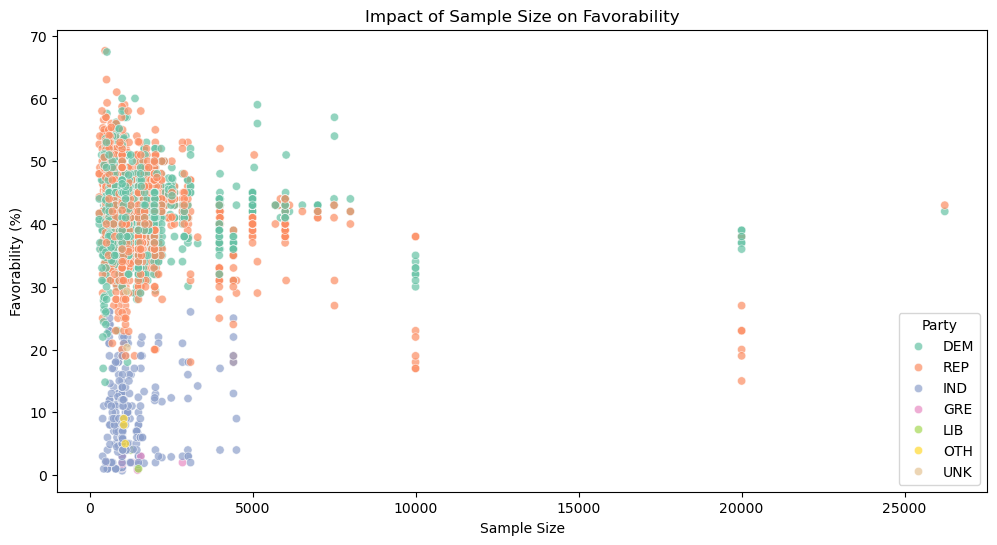 Impact of Sample Size on Favorability
Favorability (%)
70
60
50
40
30
20
10
0
0
5000
10000
15000
20000
25000
Sample Size
Party
DEM
REP
IND
GRE
LIB
OTH
UNK